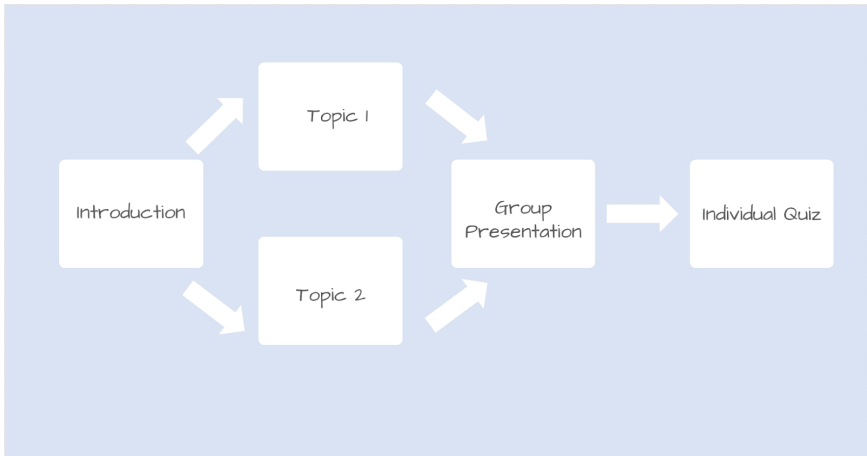 Introduction
Topic 1
Topic 2
Group
Presentation
Individual Quiz